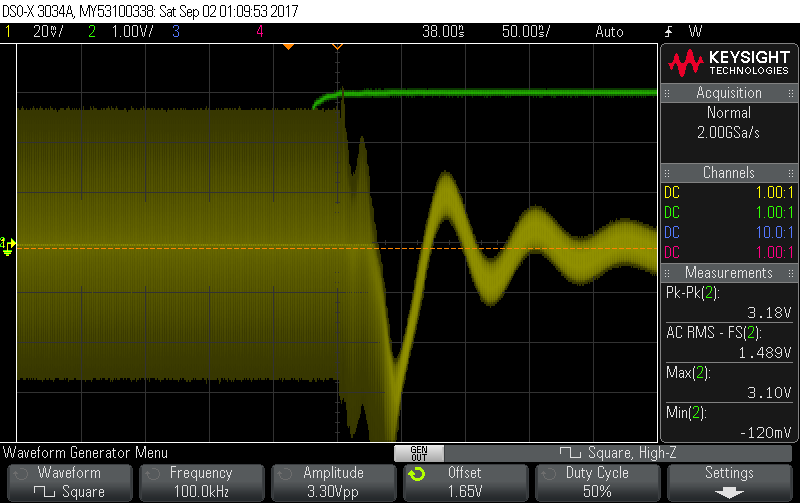 DSO-X 3034A, MY53100338: Sat Sep 02 01:09:53 2017
1 20mV/ 2 1.00V/ 3 4 38.00ns 50.00ns/ Auto W
KEYSIGHT
TECHNOLOGIES
Acquisition
Normal
2.00GSa/s
Channels
DC 1.00:1
DC 1.00:1
DC 10.0:1
DC 1.00:1
Measurements
Pk-Pk(2):
3.18V
AC RMS - FS(2):
1.489V
Max(2):
3.10V
Min(2):
-120mV
Waveform Generator Menu
GEN
OUT
Square, High-Z
Waveform Frequency Amplitude Offset Duty Cycle Settings
Square 100.0kHz 3.30Vpp 1.65V 50%